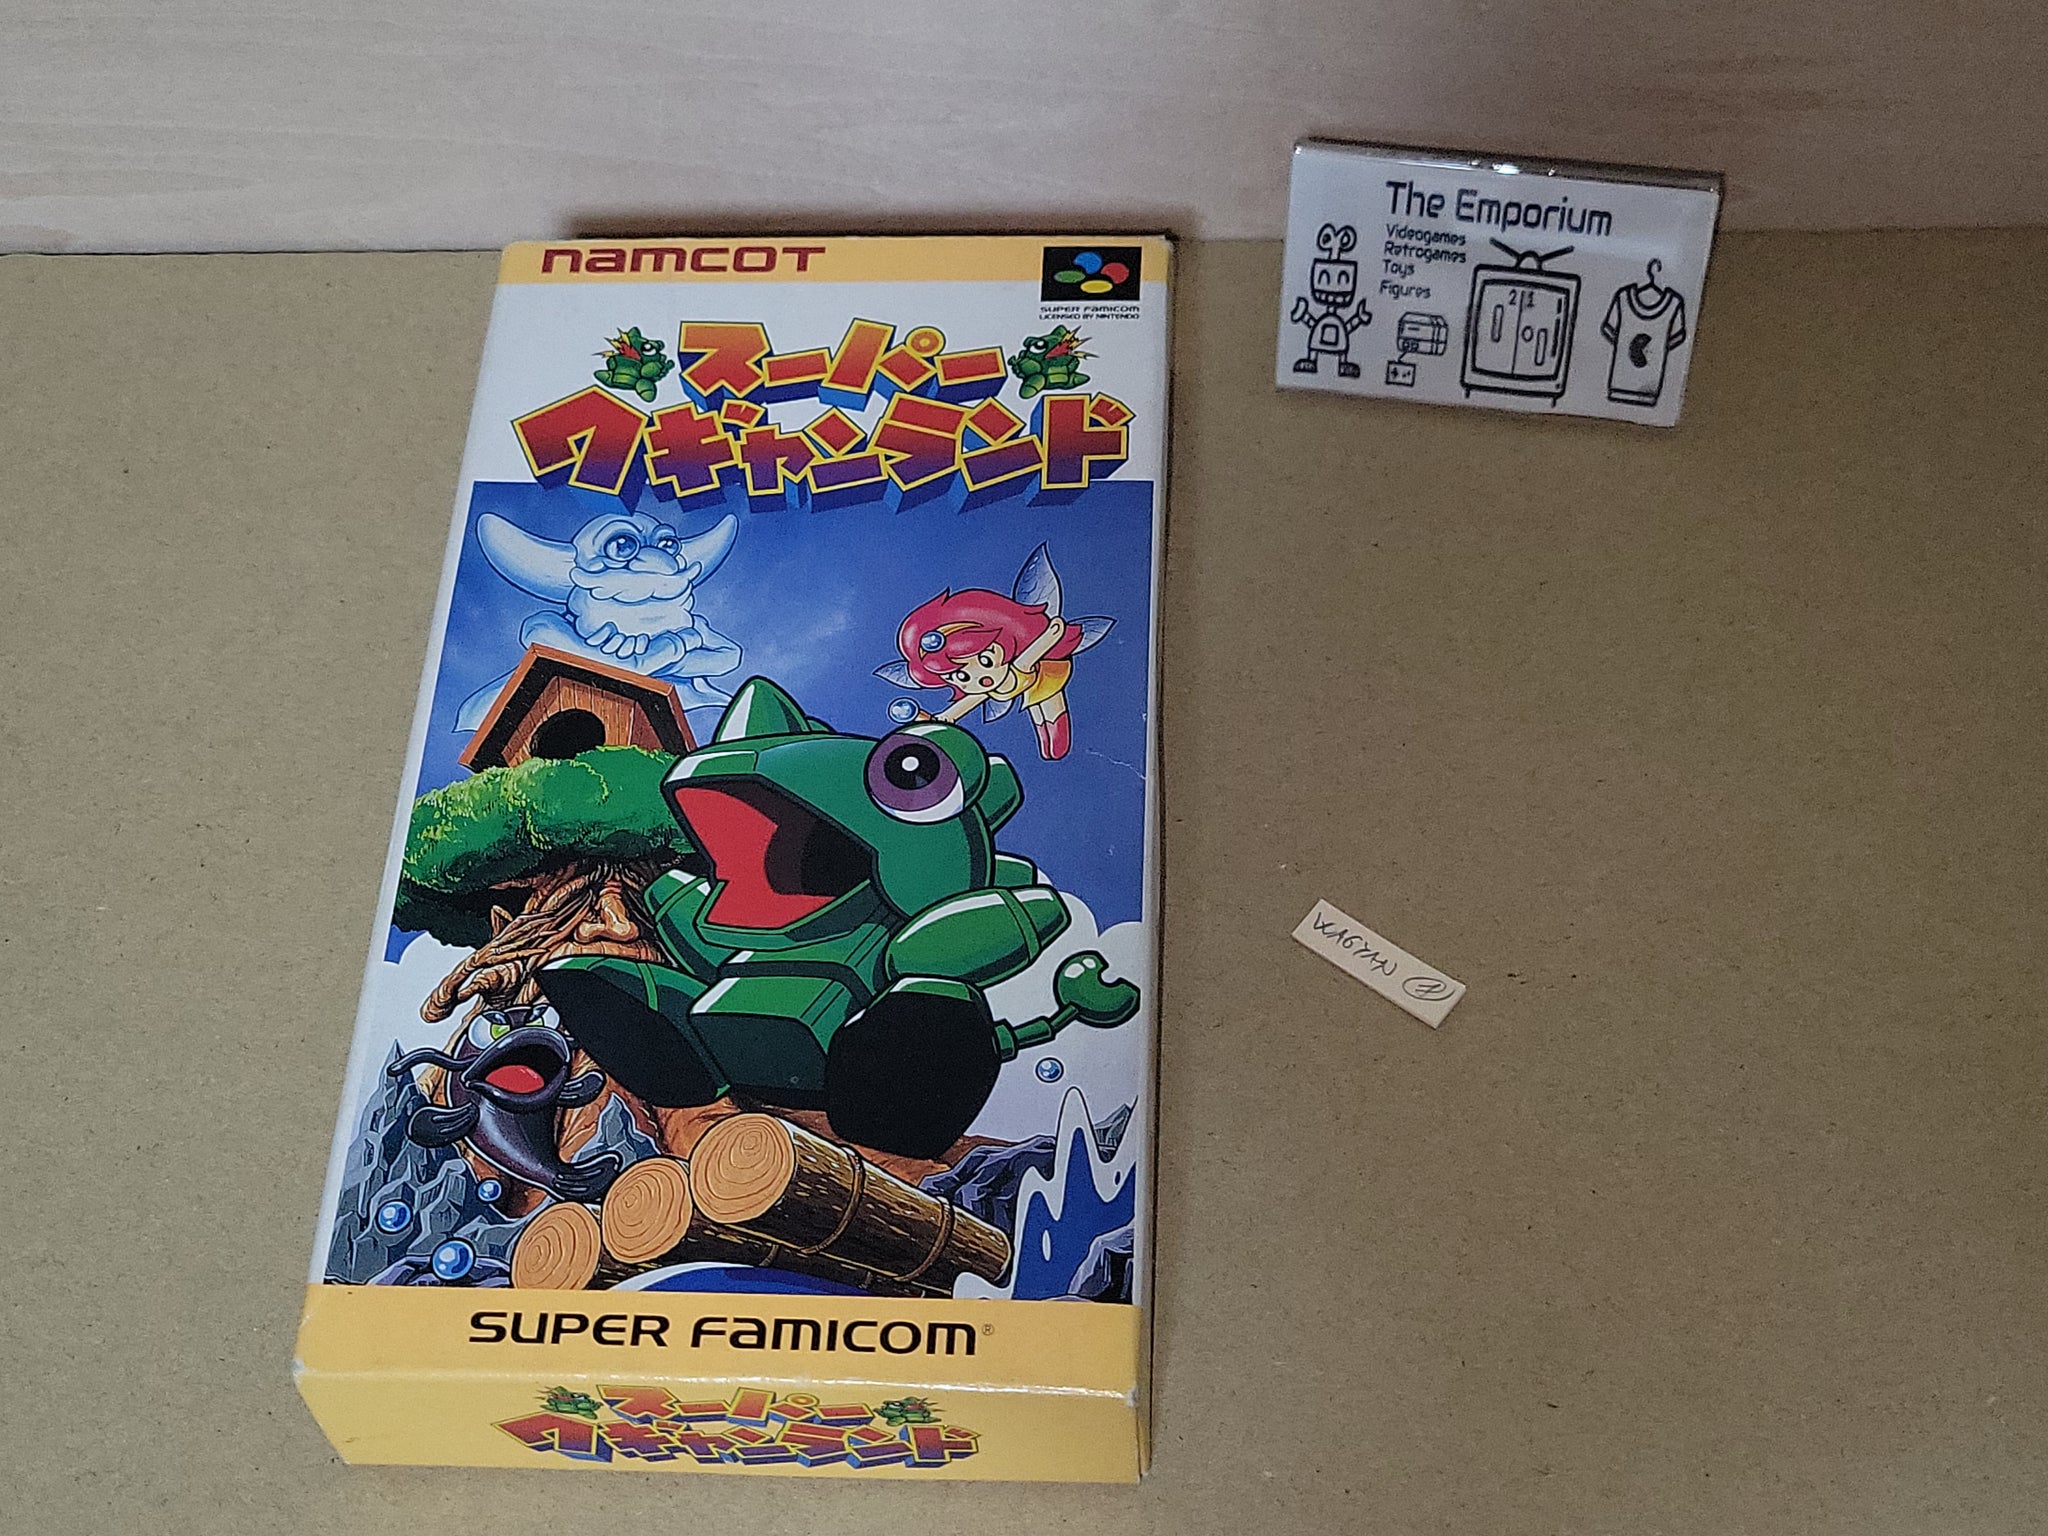 namcot
SUPER FAMICOM
LICENSED BY NINTENDO
スーパー
ワギャンランド
SUPER FAMICOM®
スーパー
ワギャンランド
The Emporium
Videogames
Retrogames
Toys
Figures
2 1
WAGYAN 7